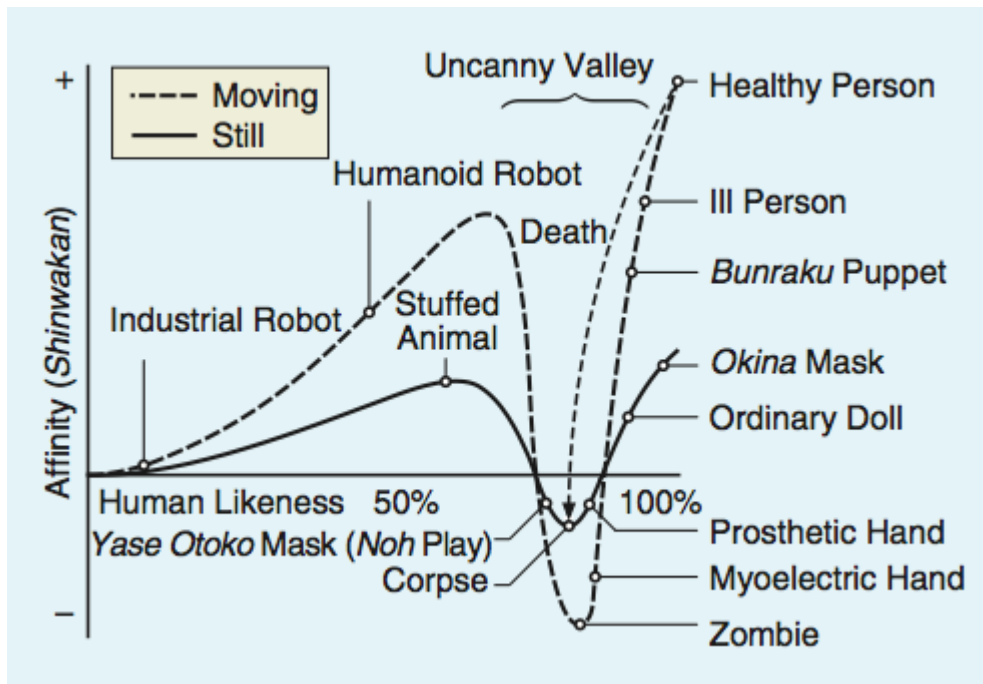 Uncanny Valley
+
Moving
Still
Healthy Person
Humanoid Robot
Ill Person
Death
Bunraku Puppet
Industrial Robot
Stuffed
Animal
Okina Mask
Ordinary Doll
Affinity (Shinwakan)
Human Likeness 50% 100%
Yase Otoko Mask (Noh Play)
Prosthetic Hand
Corpse
Myoelectric Hand
–
Zombie